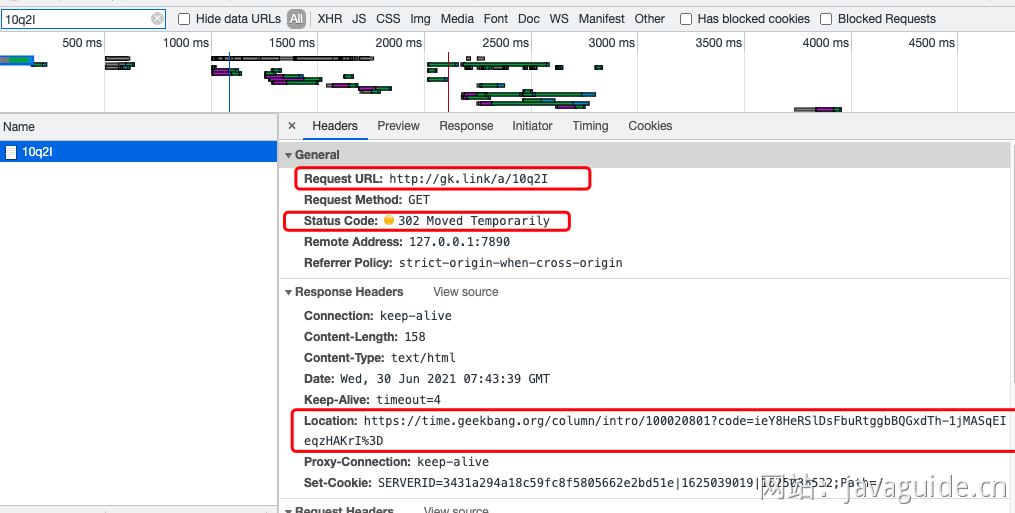 10q2I
Hide data URLs All XHR JS CSS Img Media Font Doc WS Manifest Other Has blocked cookies Blocked Requests
500 ms 1000 ms 1500 ms 2000 ms 2500 ms 3000 ms 3500 ms 4000 ms 4500 ms
Name
10q2I
× Headers Preview Response Initiator Timing Cookies
General
Request URL: http://gk.link/a/10q2I
Request Method: GET
Status Code: 302 Moved Temporarily
Remote Address: 127.0.0.1:7890
Referrer Policy: strict-origin-when-cross-origin
Response Headers View source
Connection: keep-alive
Content-Length: 158
Content-Type: text/html
Date: Wed, 30 Jun 2021 07:43:39 GMT
Keep-Alive: timeout=4
Location: https://time.geekbang.org/column/intro/100020801?code=ieY8HeRSlDsFbuRtggbBQGxdTh-1jMASqEI
eqzHAKrI%3D
Proxy-Connection: keep-alive
Set-Cookie: SERVERID=3431a294a18c59fc8f5805662e2bd51e|1625039019|
Path=/
网站：javaguide.cn
Request Headers View source